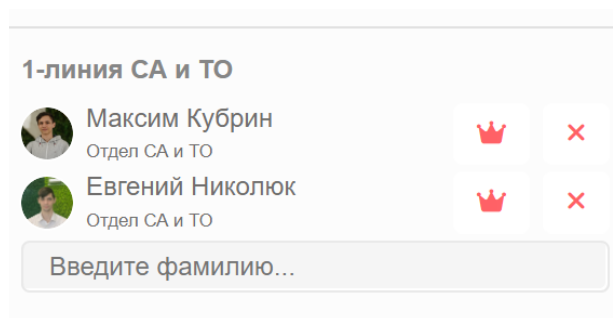 1-линия СА и ТО
Максим Кубрин
Отдел СА и ТО
Евгений Николюк
Отдел СА и ТО
Введите фамилию...